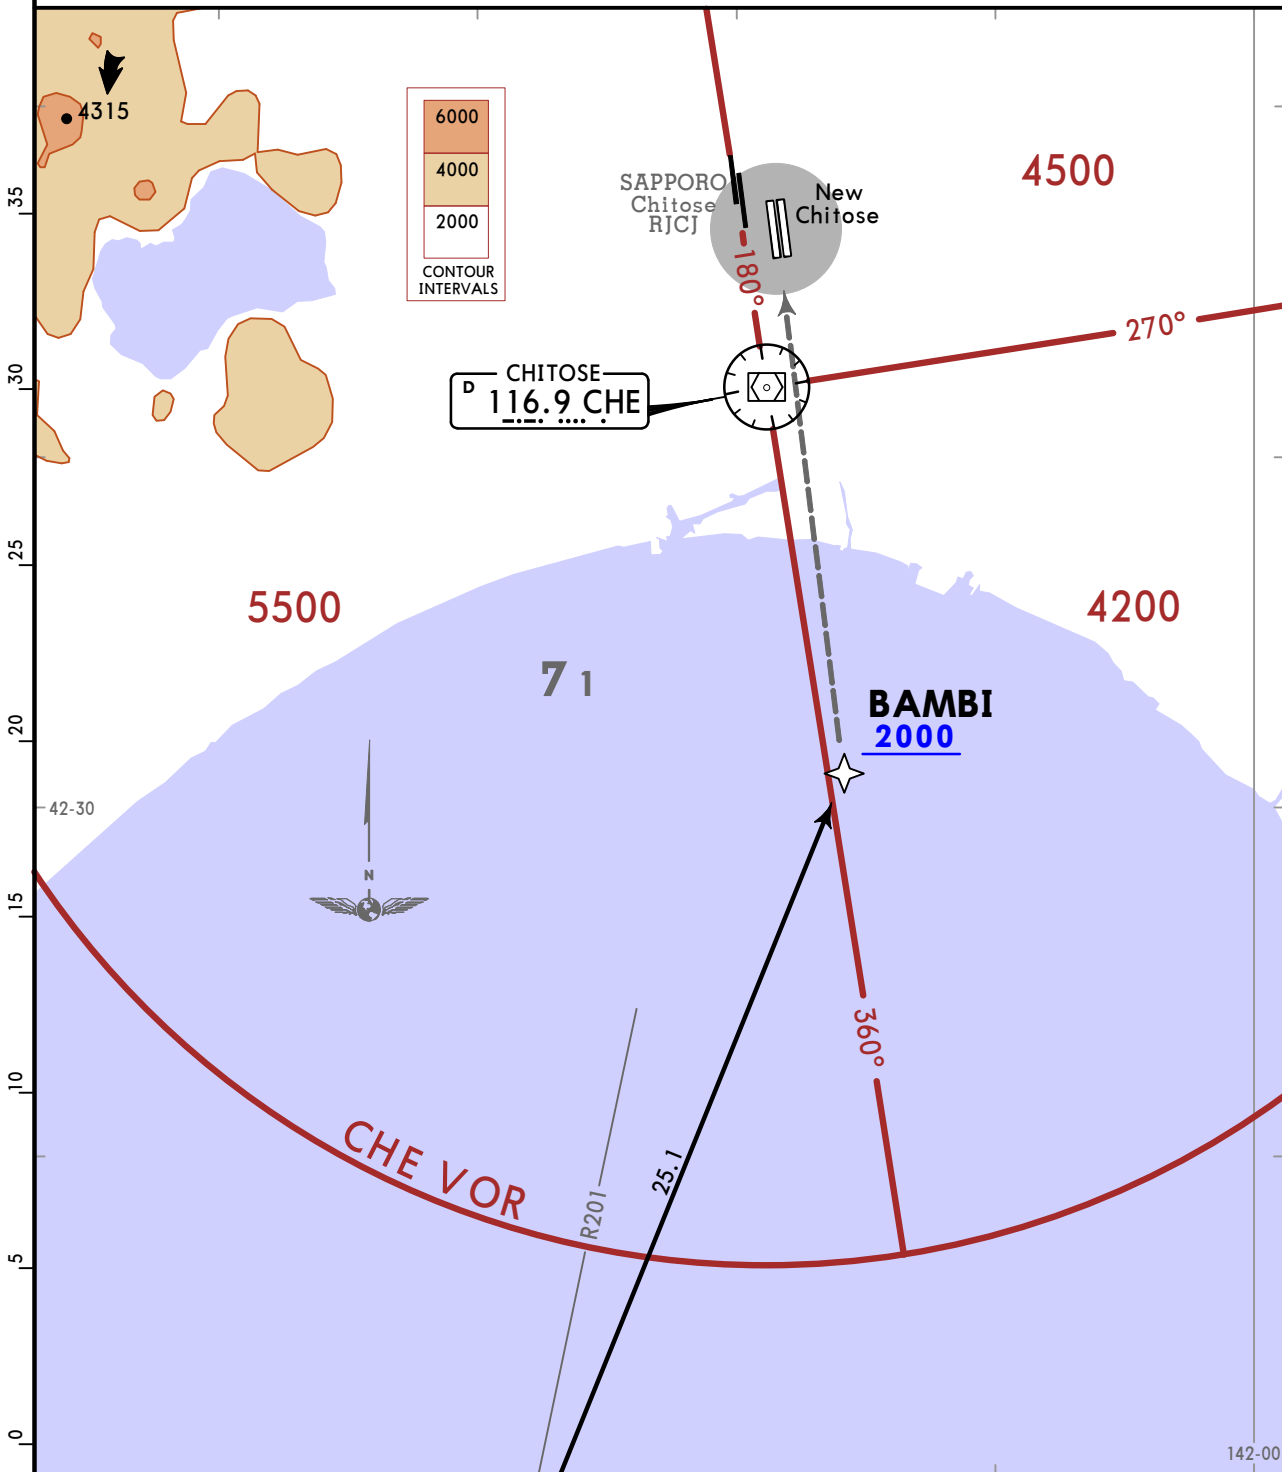 4315
6000
4000
2000
CONTOUR
INTERVALS
SAPPORO
Chitose
RJCJ
New
Chitose
4500
180°
270°
CHITOSE
D 116.9 CHE
5500
4200
7 1
BAMBI
2000
42-30
N
360°
CHE VOR
R201
25.1
142-00
35
30
25
20
15
10
5
0